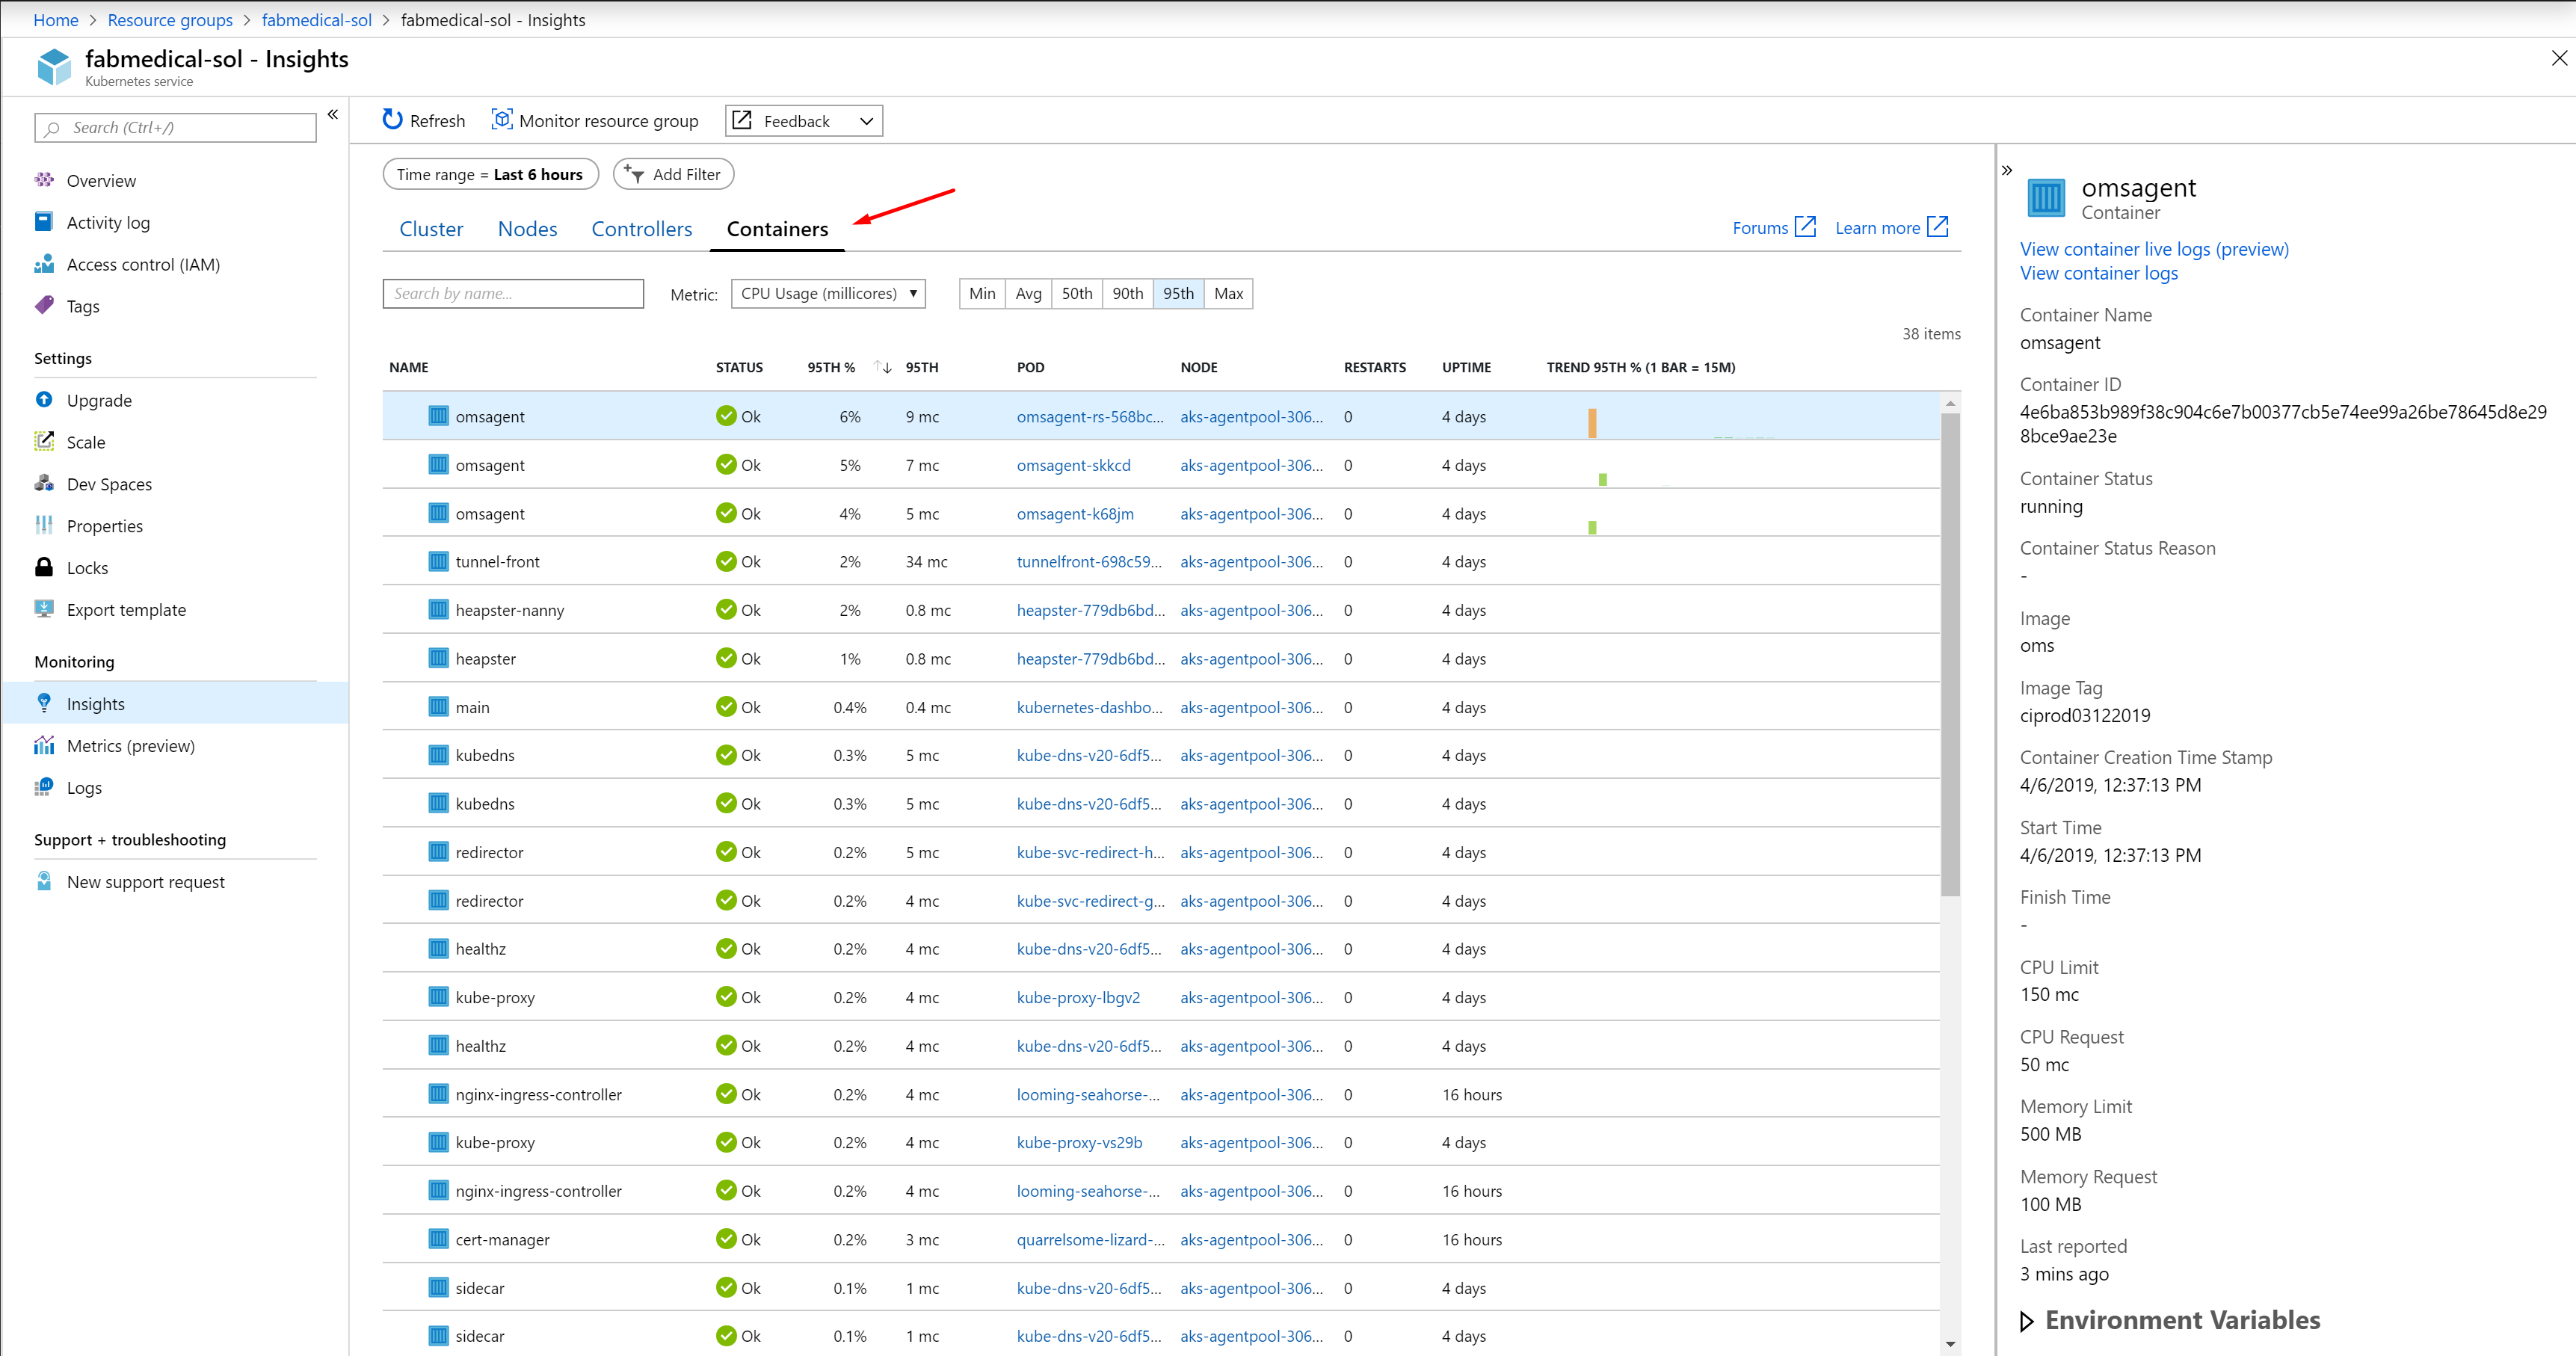 Home > Resource groups > fabmedical-sol > fabmedical-sol - Insights
fabmedical-sol - Insights
Kubernetes service
Search (Ctrl+/)
«
Overview
Activity log
Access control (IAM)
Tags
Settings
Upgrade
Scale
Dev Spaces
Properties
Locks
Export template
Monitoring
Insights
Metrics (preview)
Logs
Support + troubleshooting
New support request
Refresh Monitor resource group Feedback
Time range = Last 6 hours Add Filter
Cluster Nodes Controllers Containers Forums Learn more
Search by name... Metric: CPU Usage (millicores) Min Avg 50th 90th 95th Max
38 items
NAME STATUS 95TH % 95TH POD NODE RESTARTS UPTIME TREND 95TH % (1 BAR = 15M)
omsagent Ok 6% 9 mc omsagent-rs-568bc... aks-agentpool-306... 0 4 days
omsagent Ok 5% 7 mc omsagent-skkcd aks-agentpool-306... 0 4 days
omsagent Ok 4% 5 mc omsagent-k68jm aks-agentpool-306... 0 4 days
tunnel-front Ok 2% 34 mc tunnelfront-698c59... aks-agentpool-306... 0 4 days
heapster-nanny Ok 2% 0.8 mc heapster-779db6bd... aks-agentpool-306... 0 4 days
heapster Ok 1% 0.8 mc heapster-779db6bd... aks-agentpool-306... 0 4 days
main Ok 0.4% 0.4 mc kubernetes-dashbo... aks-agentpool-306... 0 4 days
kubedns Ok 0.3% 5 mc kube-dns-v20-6df5... aks-agentpool-306... 0 4 days
kubedns Ok 0.3% 5 mc kube-dns-v20-6df5... aks-agentpool-306... 0 4 days
redirector Ok 0.2% 5 mc kube-svc-redirect-h... aks-agentpool-306... 0 4 days
redirector Ok 0.2% 4 mc kube-svc-redirect-g... aks-agentpool-306... 0 4 days
healthz Ok 0.2% 4 mc kube-dns-v20-6df5... aks-agentpool-306... 0 4 days
kube-proxy Ok 0.2% 4 mc kube-proxy-lbgv2 aks-agentpool-306... 0 4 days
healthz Ok 0.2% 4 mc kube-dns-v20-6df5... aks-agentpool-306... 0 4 days
nginx-ingress-controller Ok 0.2% 4 mc looming-seahorse-... aks-agentpool-306... 0 16 hours
kube-proxy Ok 0.2% 4 mc kube-proxy-vs29b aks-agentpool-306... 0 4 days
nginx-ingress-controller Ok 0.2% 4 mc looming-seahorse-... aks-agentpool-306... 0 16 hours
cert-manager Ok 0.2% 3 mc quarrelsome-lizard-... aks-agentpool-306... 0 16 hours
sidecar Ok 0.1% 1 mc kube-dns-v20-6df5... aks-agentpool-306... 0 4 days
sidecar Ok 0.1% 1 mc kube-dns-v20-6df5... aks-agentpool-306... 0 4 days
»
omsagent
Container
View container live logs (preview)
View container logs
Container Name
omsagent
Container ID
4e6ba853b989f38c904c6e7b00377cb5e74ee99a26be78645d8e29
8bce9ae23e
Container Status
running
Container Status Reason
-
Image
oms
Image Tag
ciprod03122019
Container Creation Time Stamp
4/6/2019, 12:37:13 PM
Start Time
4/6/2019, 12:37:13 PM
Finish Time
-
CPU Limit
150 mc
CPU Request
50 mc
Memory Limit
500 MB
Memory Request
100 MB
Last reported
3 mins ago
Environment Variables